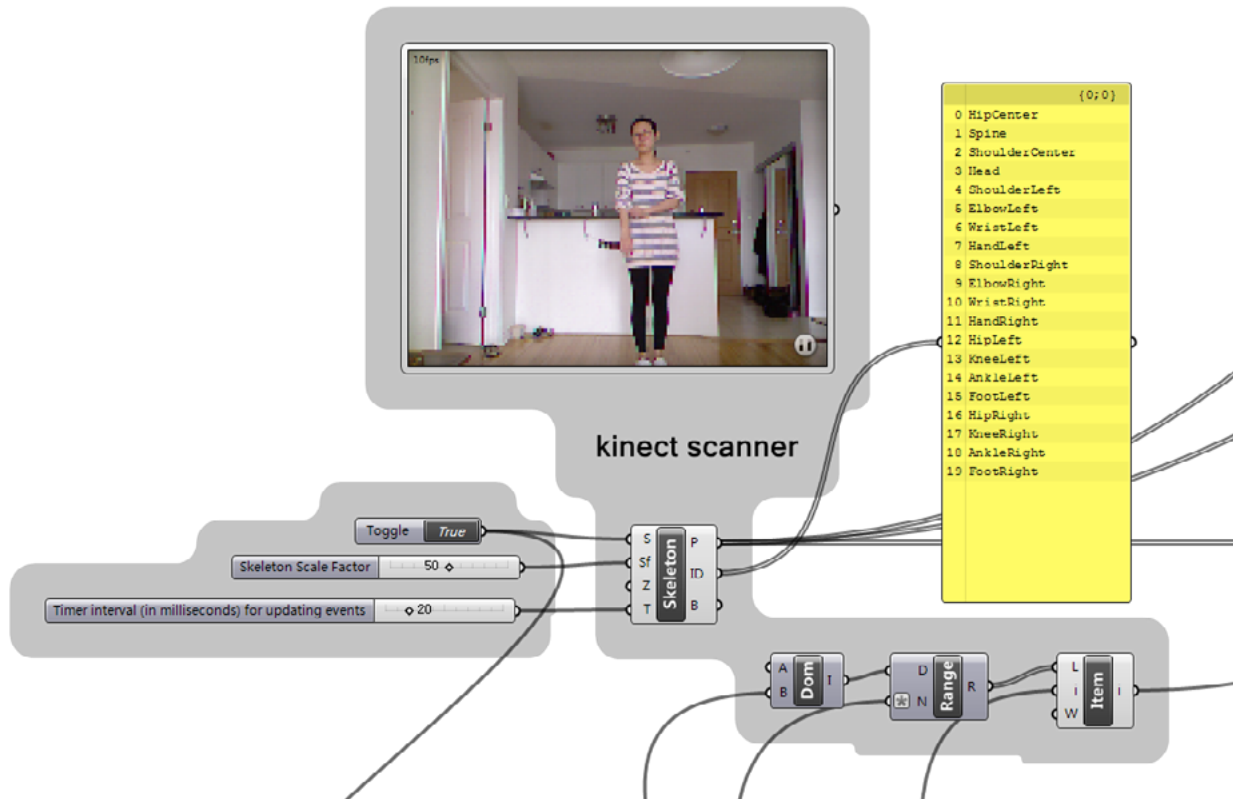 10fps
{0;0}
0 HipCenter
1 Spine
2 ShoulderCenter
3 Head
4 ShoulderLeft
5 ElbowLeft
6 WristLeft
7 HandLeft
8 ShoulderRight
9 ElbowRight
10 WristRight
11 HandRight
12 HipLeft
13 KneeLeft
14 AnkleLeft
15 FootLeft
16 HipRight
17 KneeRight
18 AnkleRight
19 FootRight
kinect scanner
Toggle True
Skeleton Scale Factor 50
Timer interval (in milliseconds) for updating events 20
S
Sf
Z
T
Skeleton
P
ID
B
A
B
Dom
I
D
N
Range
R
L
i
W
Item
i